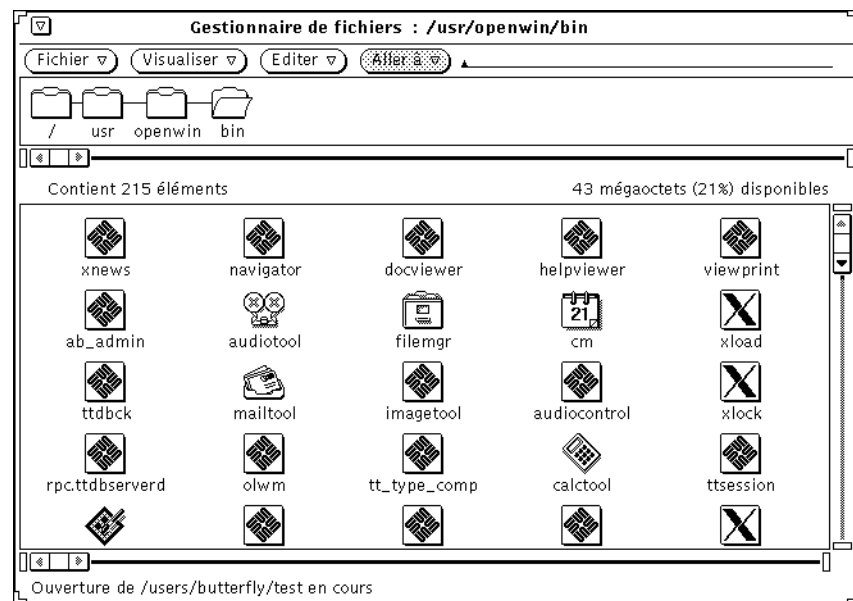 Gestionnaire de fichiers : /usr/openwin/bin
Fichier Visualiser Editer Aller à
/ usr openwin bin
Contient 215 éléments 43 mégaoctets (21%) disponibles
xnews navigator docviewer helpviewer viewprint
21
ab_admin audiotool filemgr cm xload
ttdbck mailtool imagetool audiocontrol xlock
rpc.ttdbserverd olwm tt_type_comp calctool ttsession
Ouverture de /users/butterfly/test en cours